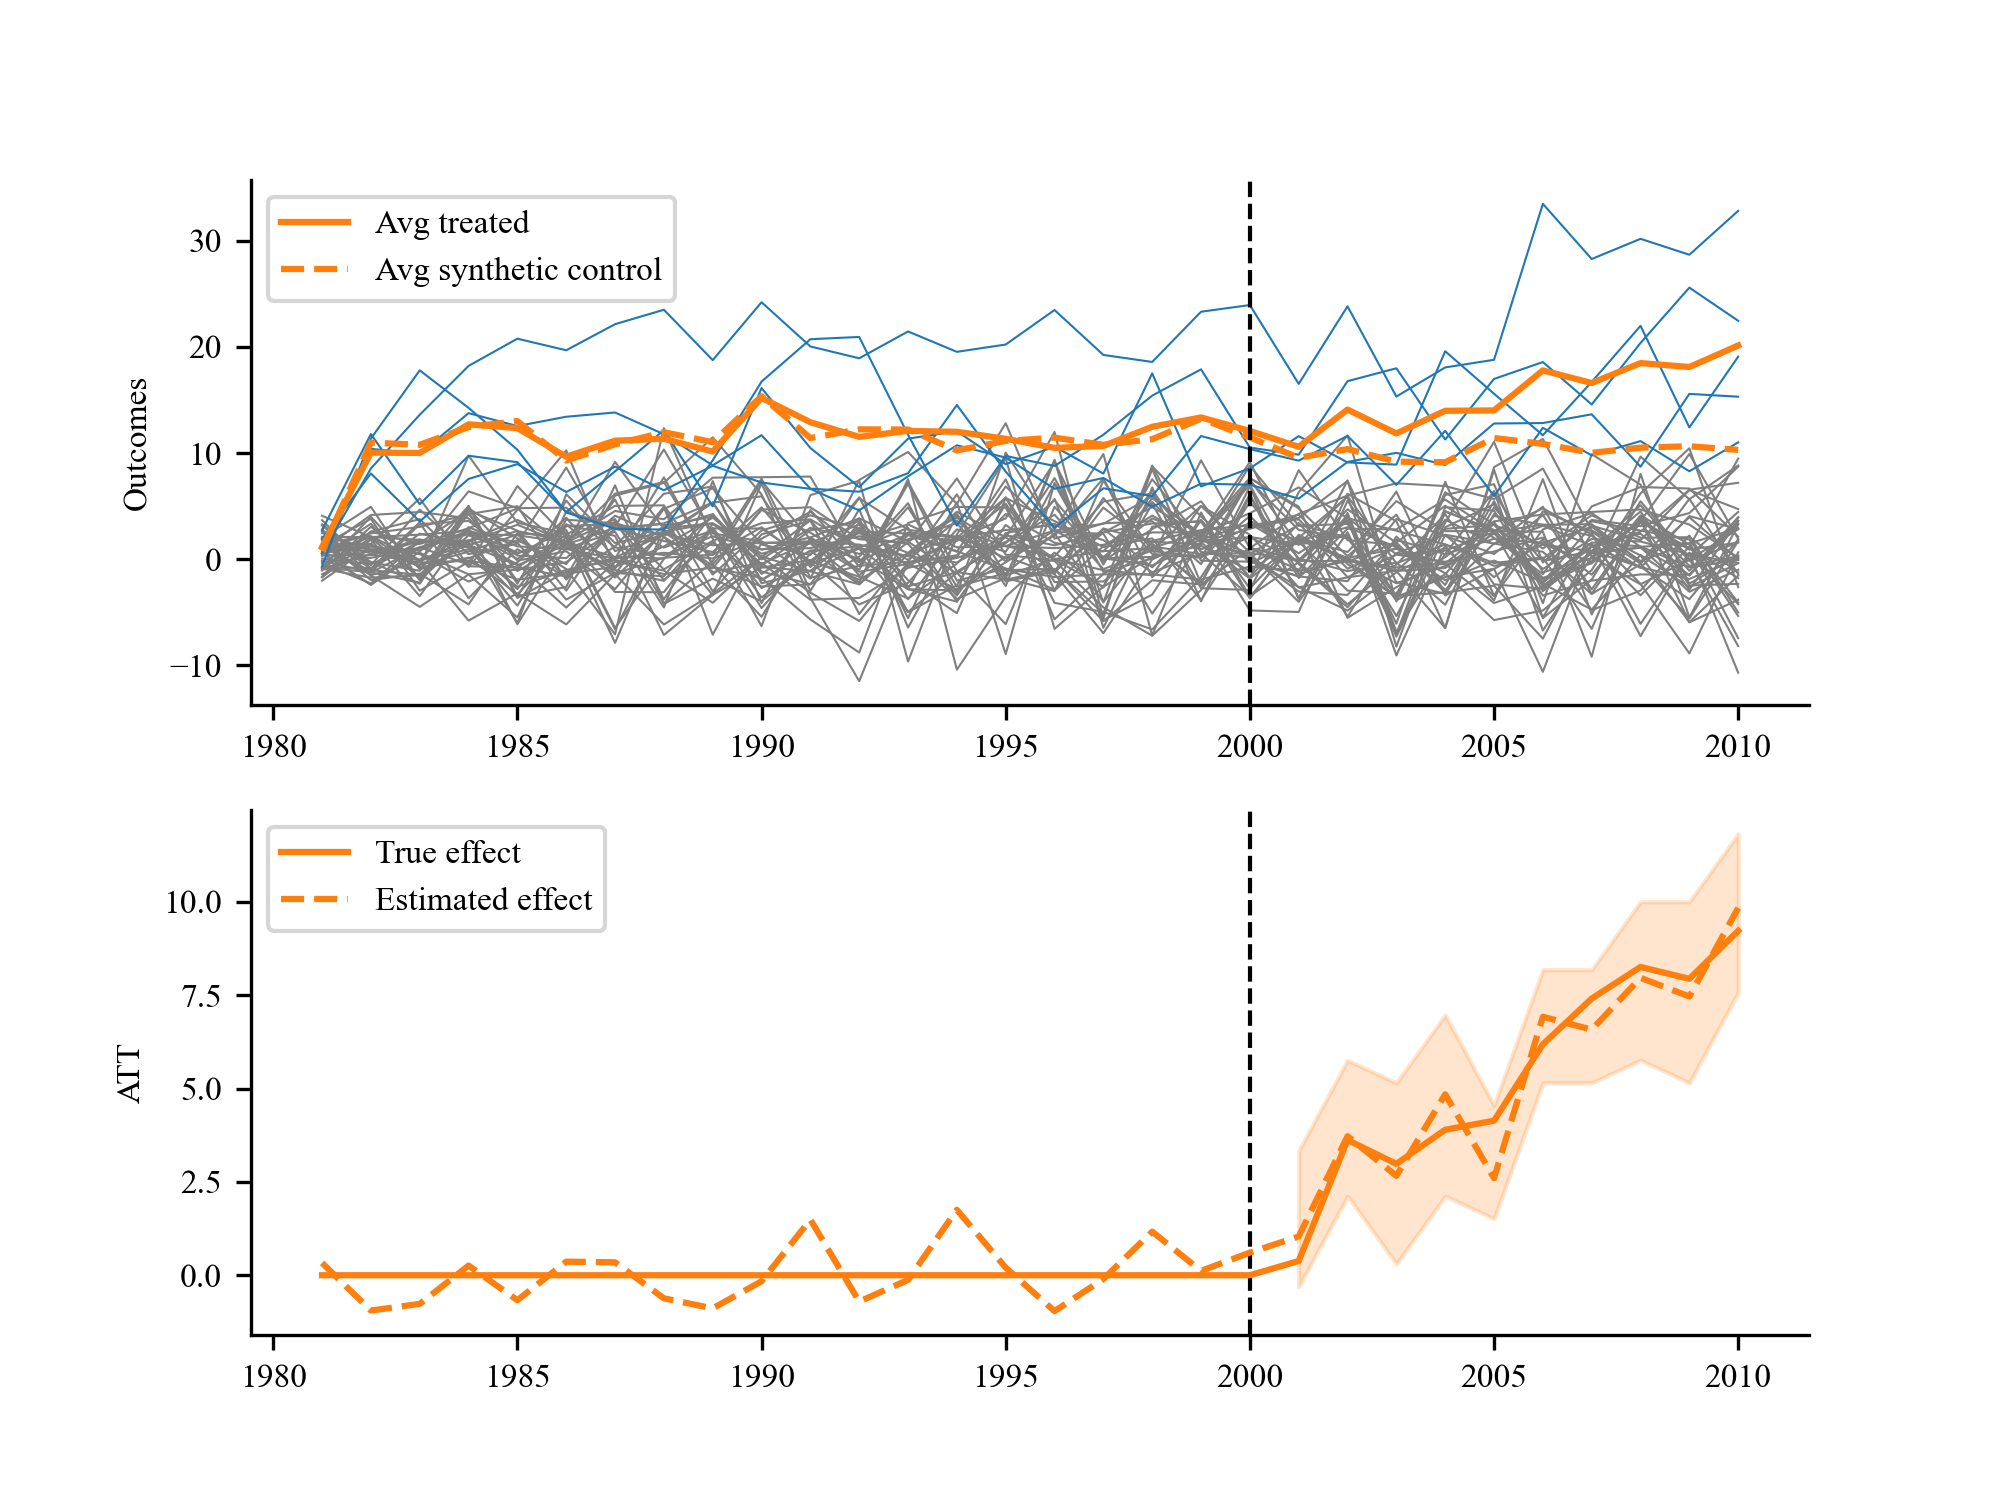 Avg treated
Avg synthetic control
Outcomes
30
20
10
0
−10
1980 1985 1990 1995 2000 2005 2010
True effect
Estimated effect
ATT
10.0
7.5
5.0
2.5
0.0
1980 1985 1990 1995 2000 2005 2010